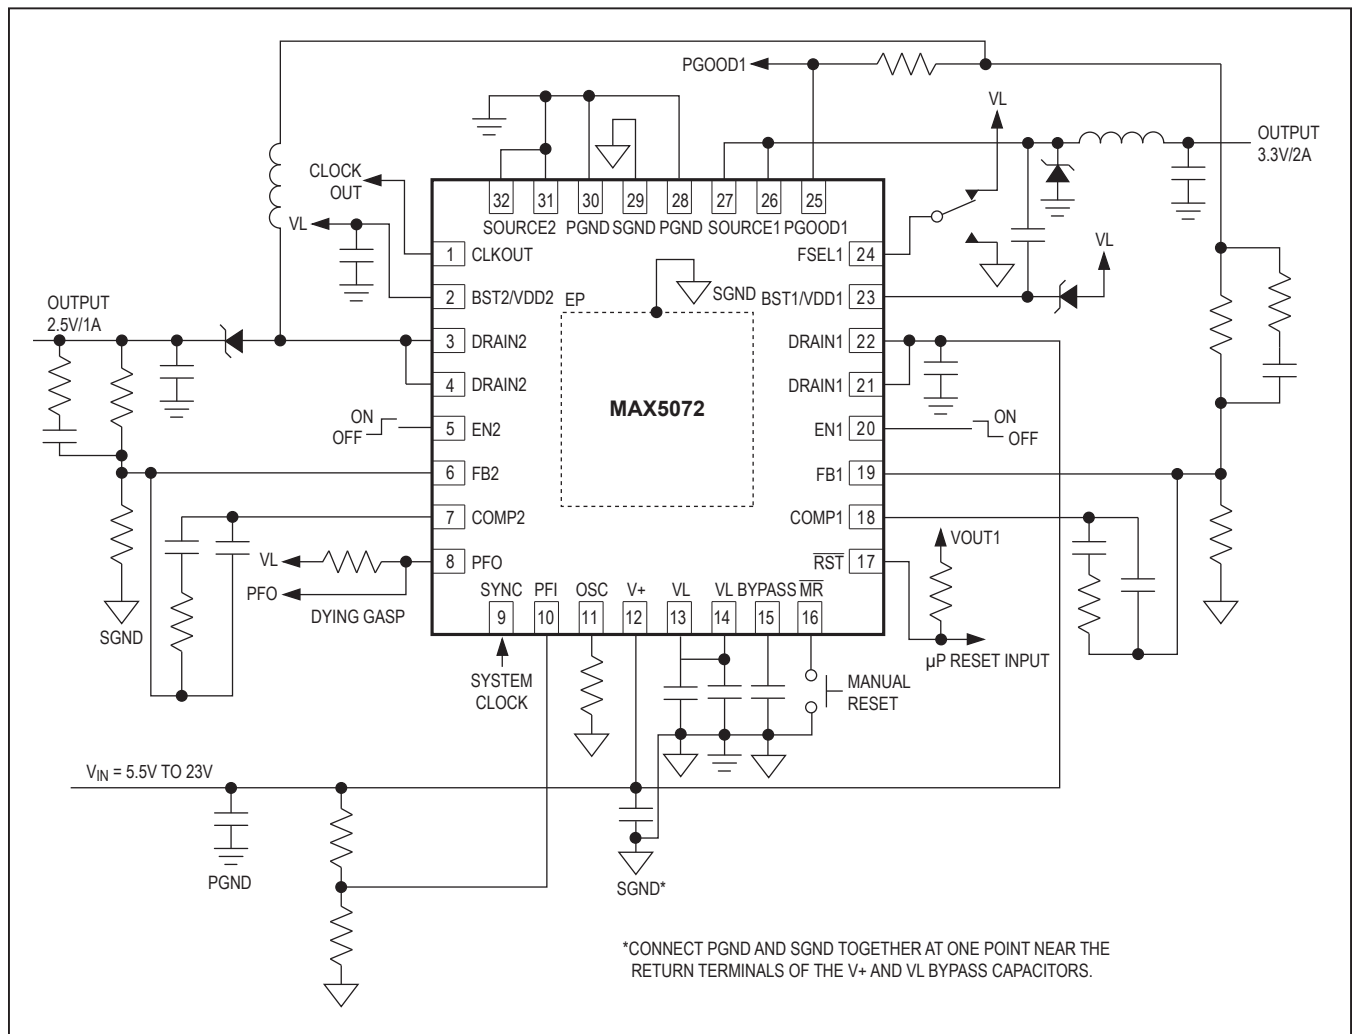 PGOOD1
VL
OUTPUT
3.3V/2A
CLOCK
OUT
VL
32
31
30
29
28
27
26
25
SOURCE2
PGND
SGND
PGND
SOURCE1
PGOOD1
1
CLKOUT
FSEL1
24
VL
2
BST2/VDD2
EP
SGND
BST1/VDD1
23
OUTPUT
2.5V/1A
3
DRAIN2
DRAIN1
22
4
DRAIN2
DRAIN1
21
MAX5072
ON
OFF
5
EN2
EN1
20
ON
OFF
6
FB2
FB1
19
7
COMP2
COMP1
18
VL
8
PFO
RST
17
VOUT1
PFO
DYING GASP
SYNC
PFI
OSC
V+
VL
VL
BYPASS
MR
9
10
11
12
13
14
15
16
SGND
SYSTEM
CLOCK
MANUAL
RESET
µP RESET INPUT
VIN = 5.5V TO 23V
PGND
SGND*
*CONNECT PGND AND SGND TOGETHER AT ONE POINT NEAR THE
RETURN TERMINALS OF THE V+ AND VL BYPASS CAPACITORS.